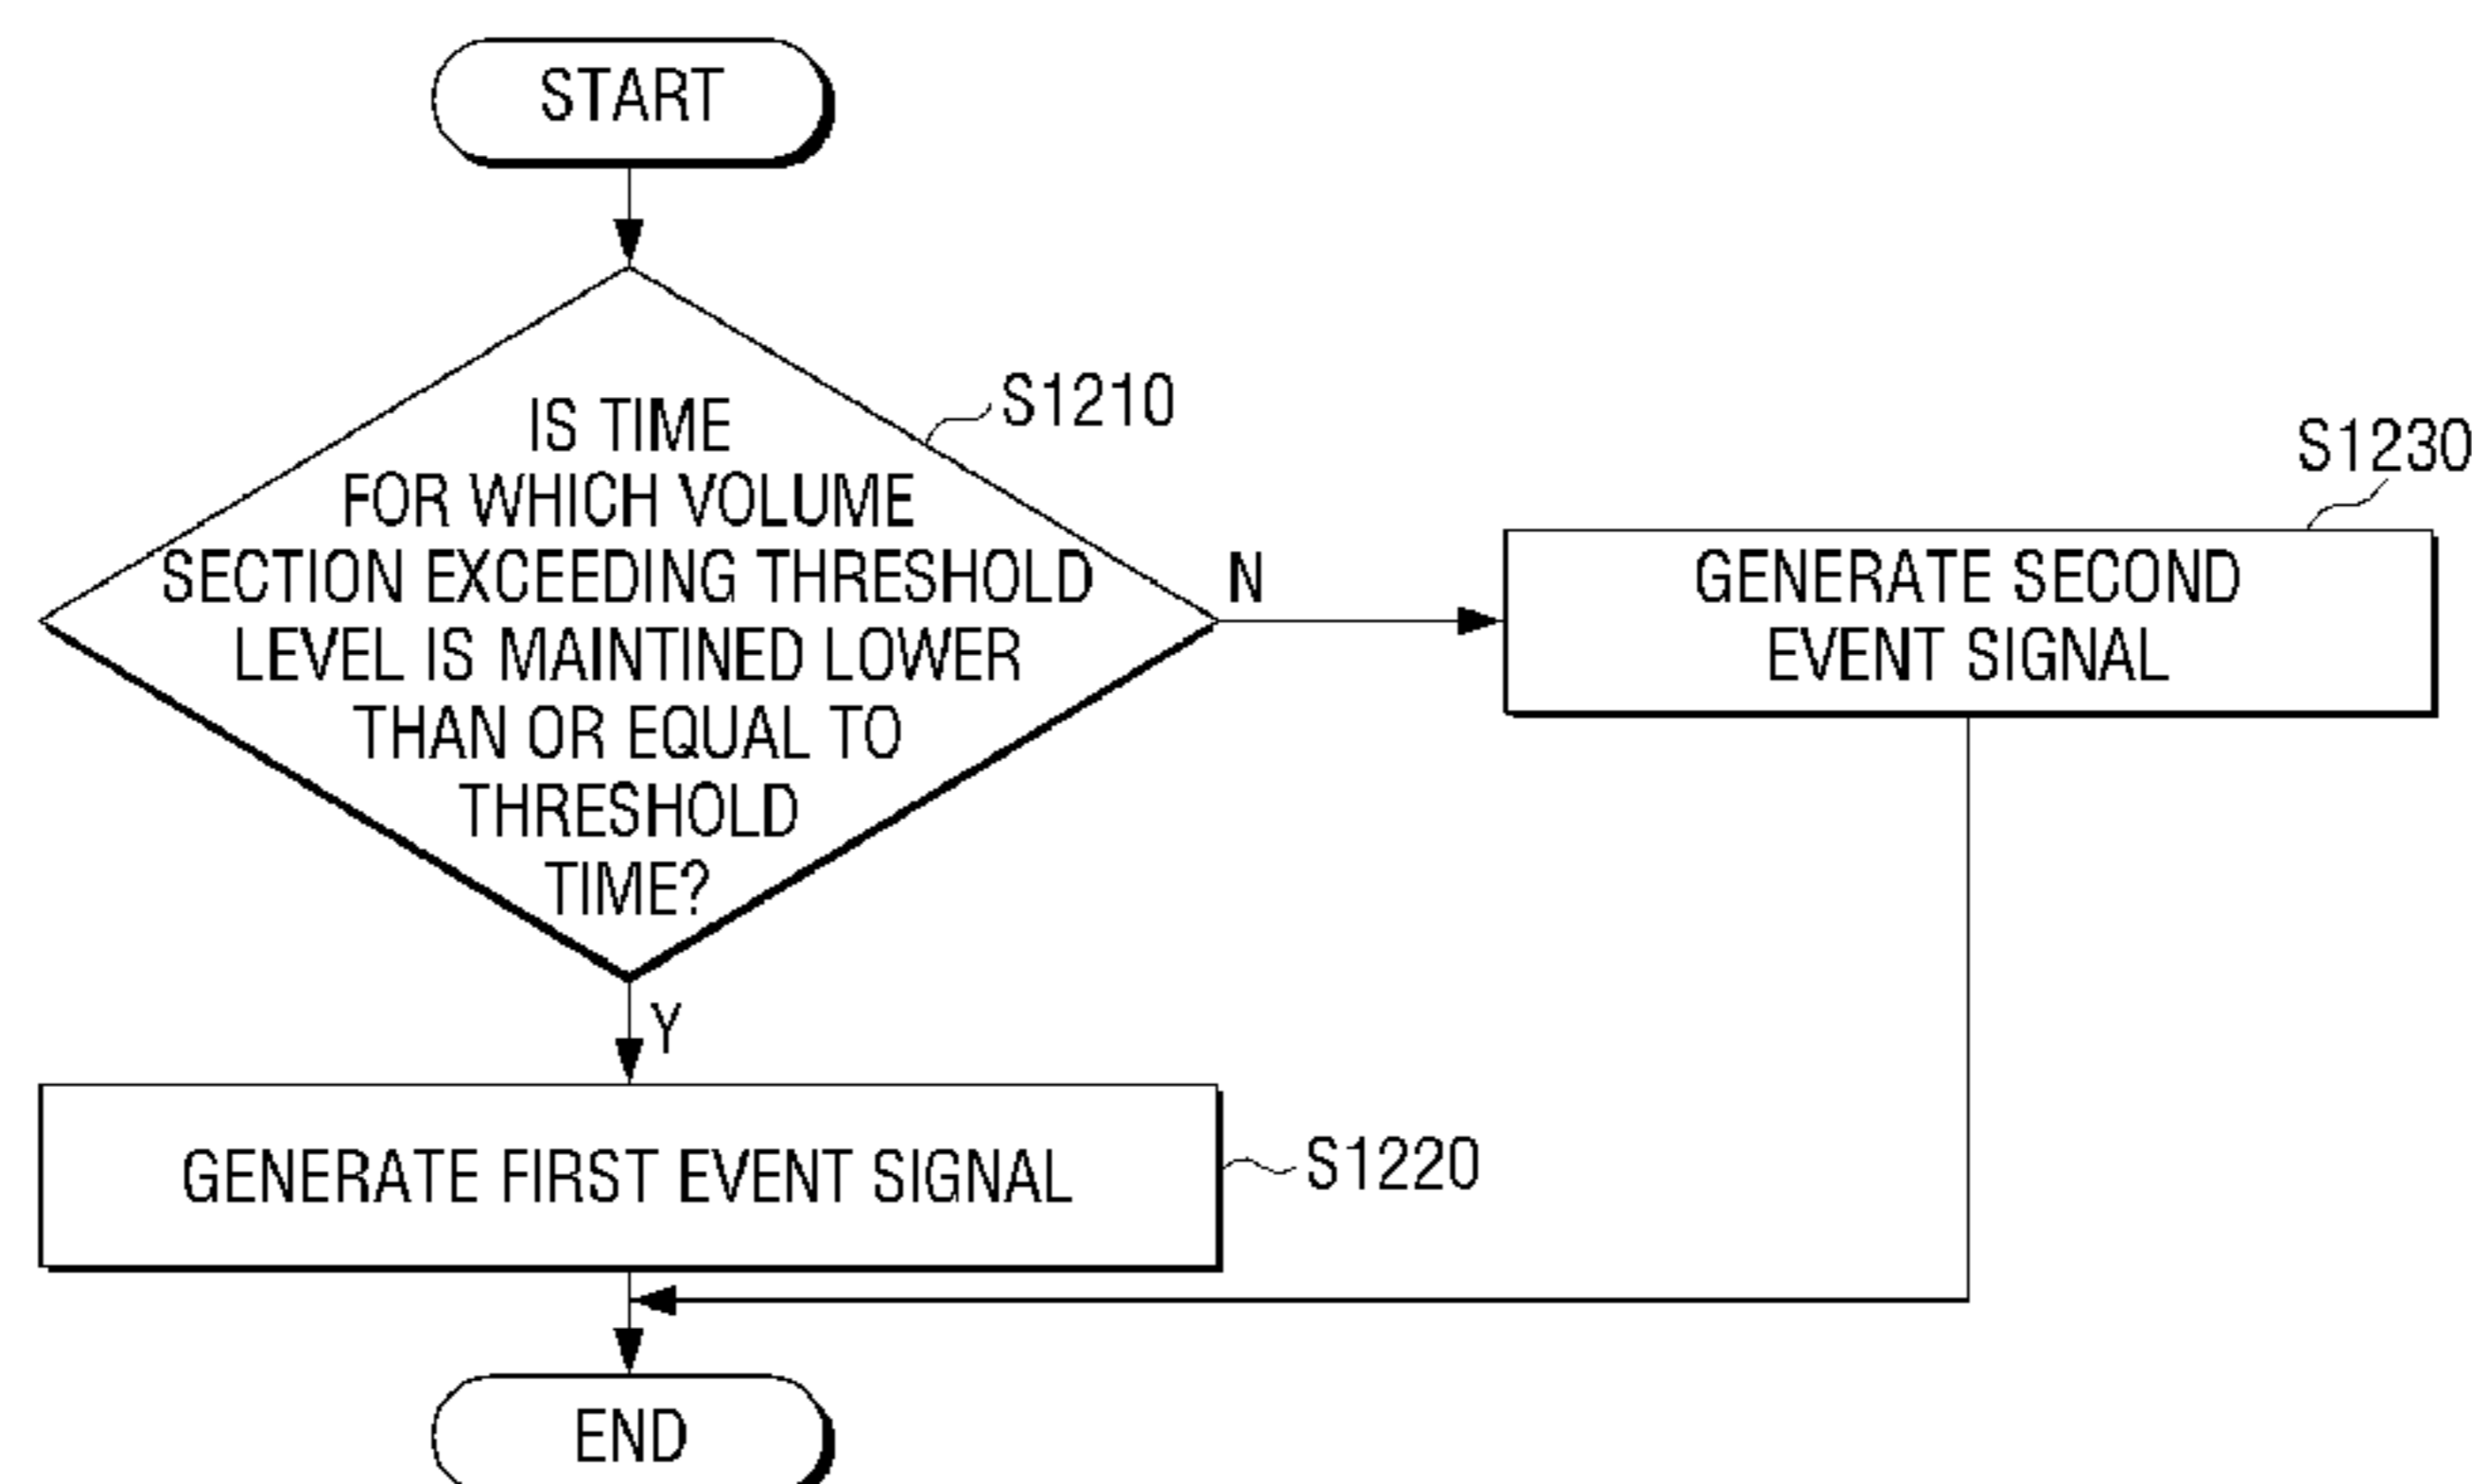 START
IS TIME
FOR WHICH VOLUME
SECTION EXCEEDING THRESHOLD
LEVEL IS MAINTINED LOWER
THAN OR EQUAL TO
THRESHOLD
TIME?
S1210
N
S1230
GENERATE SECOND
EVENT SIGNAL
Y
GENERATE FIRST EVENT SIGNAL
S1220
END